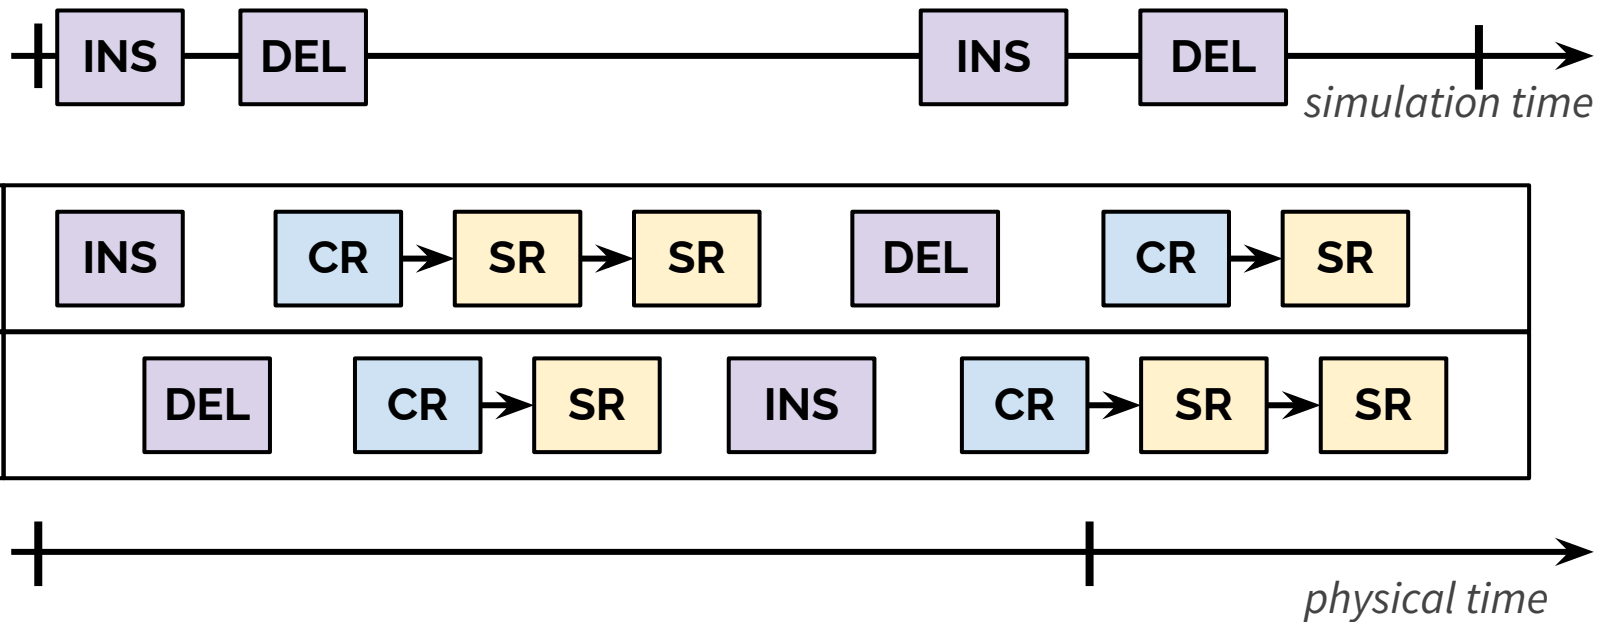 INS DEL INS DEL
simulation time
INS CR SR SR DEL CR SR
DEL CR SR INS CR SR SR
physical time